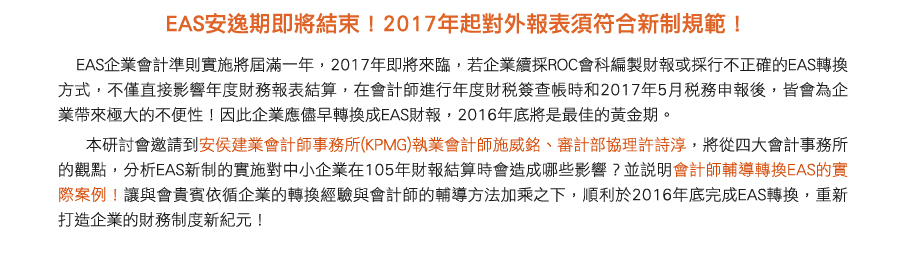 EAS安逸期即將結束！2017年起對外報表須符合新制規範！
EAS企業會計準則實施將屆滿一年，2017年即將來臨，若企業續採ROC會科編製財報或採行不正確的EAS轉換
方式，不僅直接影響年度財務報表結算，在會計師進行年度財稅簽查帳時和2017年5月稅務申報後，皆會為企
業帶來極大的不便性！因此企業應儘早轉換成EAS財報，2016年底將是最佳的黃金期。
本研討會邀請到安侯建業會計師事務所(KPMG)執業會計師施威銘、審計部協理許詩淳，將從四大會計事務所
的觀點，分析EAS新制的實施對中小企業在105年財報結算時會造成哪些影響？並説明會計師輔導轉換EAS的實
際案例！讓與會貴賓依循企業的轉換經驗與會計師的輔導方法加乘之下，順利於2016年底完成EAS轉換，重新
打造企業的財務制度新紀元！